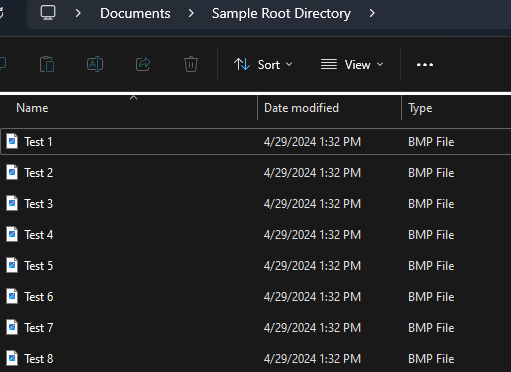 Documents > Sample Root Directory >
Sort View ...
Name Date modified Type
Test 1 4/29/2024 1:32 PM BMP File
Test 2 4/29/2024 1:32 PM BMP File
Test 3 4/29/2024 1:32 PM BMP File
Test 4 4/29/2024 1:32 PM BMP File
Test 5 4/29/2024 1:32 PM BMP File
Test 6 4/29/2024 1:32 PM BMP File
Test 7 4/29/2024 1:32 PM BMP File
Test 8 4/29/2024 1:32 PM BMP File